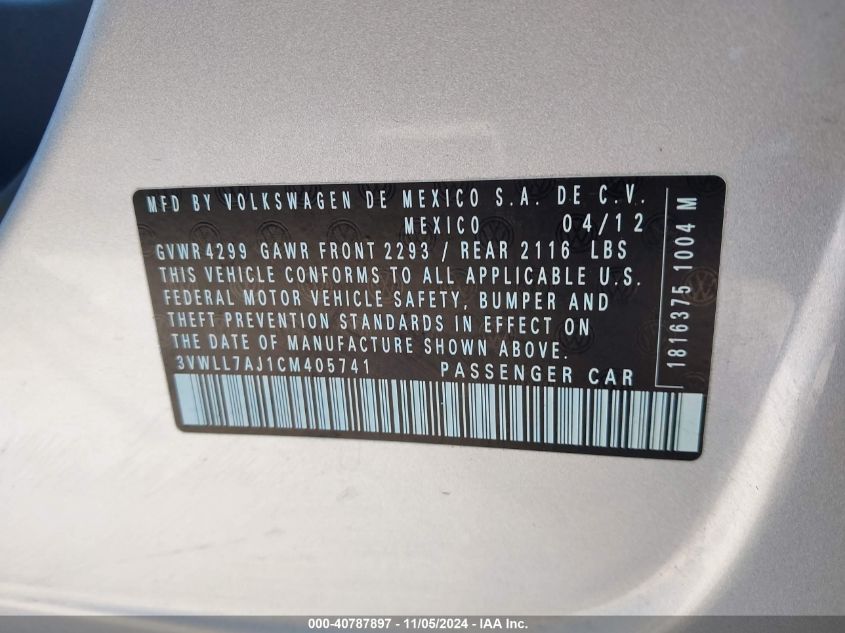 MFD BY VOLKSWAGEN DE MEXICO S.A. DE C.V.
MEXICO 04/12
GVWR 4299 GAWR FRONT 2293 / REAR 2116 LBS
THIS VEHICLE CONFORMS TO ALL APPLICABLE U.S.
FEDERAL MOTOR VEHICLE SAFETY, BUMPER AND
THEFT PREVENTION STANDARDS IN EFFECT ON
THE DATE OF MANUFACTURE SHOWN ABOVE.
3VWLL7AJ1CM405741 PASSENGER CAR
1816375 1004 M
000-40787897 - 11/05/2024 - IAA Inc.